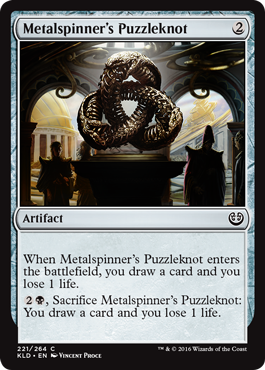 Metalspinner's Puzzleknot 2
Artifact
When Metalspinner's Puzzleknot enters
the battlefield, you draw a card and you
lose 1 life.
2, Sacrifice Metalspinner's Puzzleknot:
You draw a card and you lose 1 life.
221/264 C
KLD • EN Vincent Proce
™ & © 2016 Wizards of the Coast